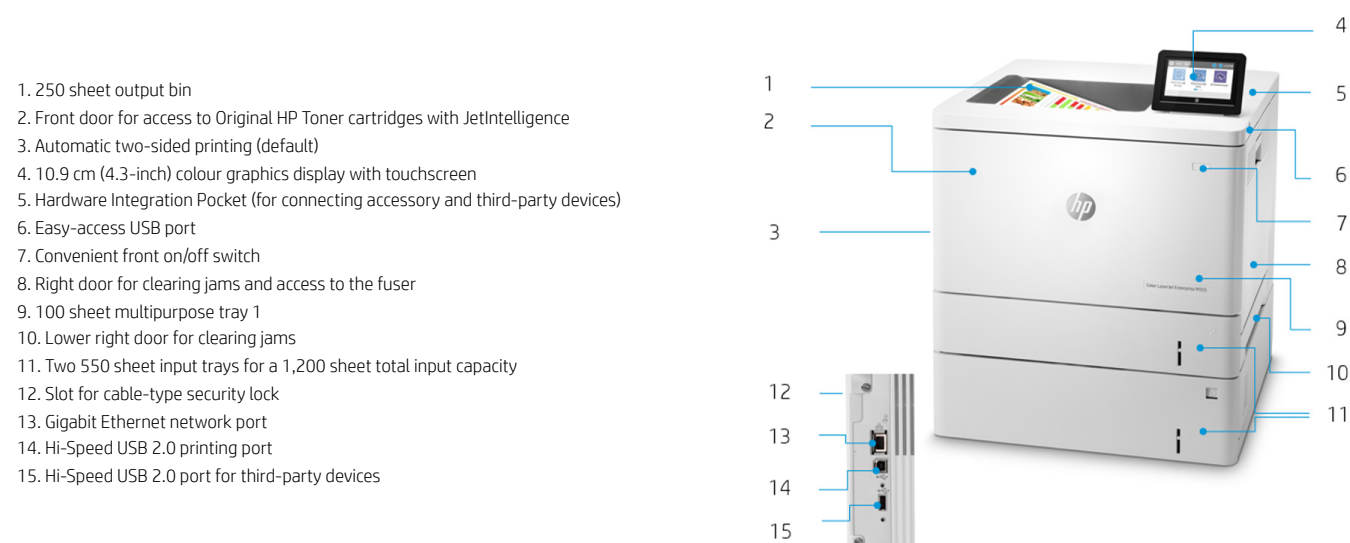 1. 250 sheet output bin
2. Front door for access to Original HP Toner cartridges with JetIntelligence
3. Automatic two-sided printing (default)
4. 10.9 cm (4.3-inch) colour graphics display with touchscreen
5. Hardware Integration Pocket (for connecting accessory and third-party devices)
6. Easy-access USB port
7. Convenient front on/off switch
8. Right door for clearing jams and access to the fuser
9. 100 sheet multipurpose tray 1
10. Lower right door for clearing jams
11. Two 550 sheet input trays for a 1,200 sheet total input capacity
12. Slot for cable-type security lock
13. Gigabit Ethernet network port
14. Hi-Speed USB 2.0 printing port
15. Hi-Speed USB 2.0 port for third-party devices
1
2
3
4
5
6
7
8
9
10
11
12
13
14
15
hp
Color LaserJet Enterprise